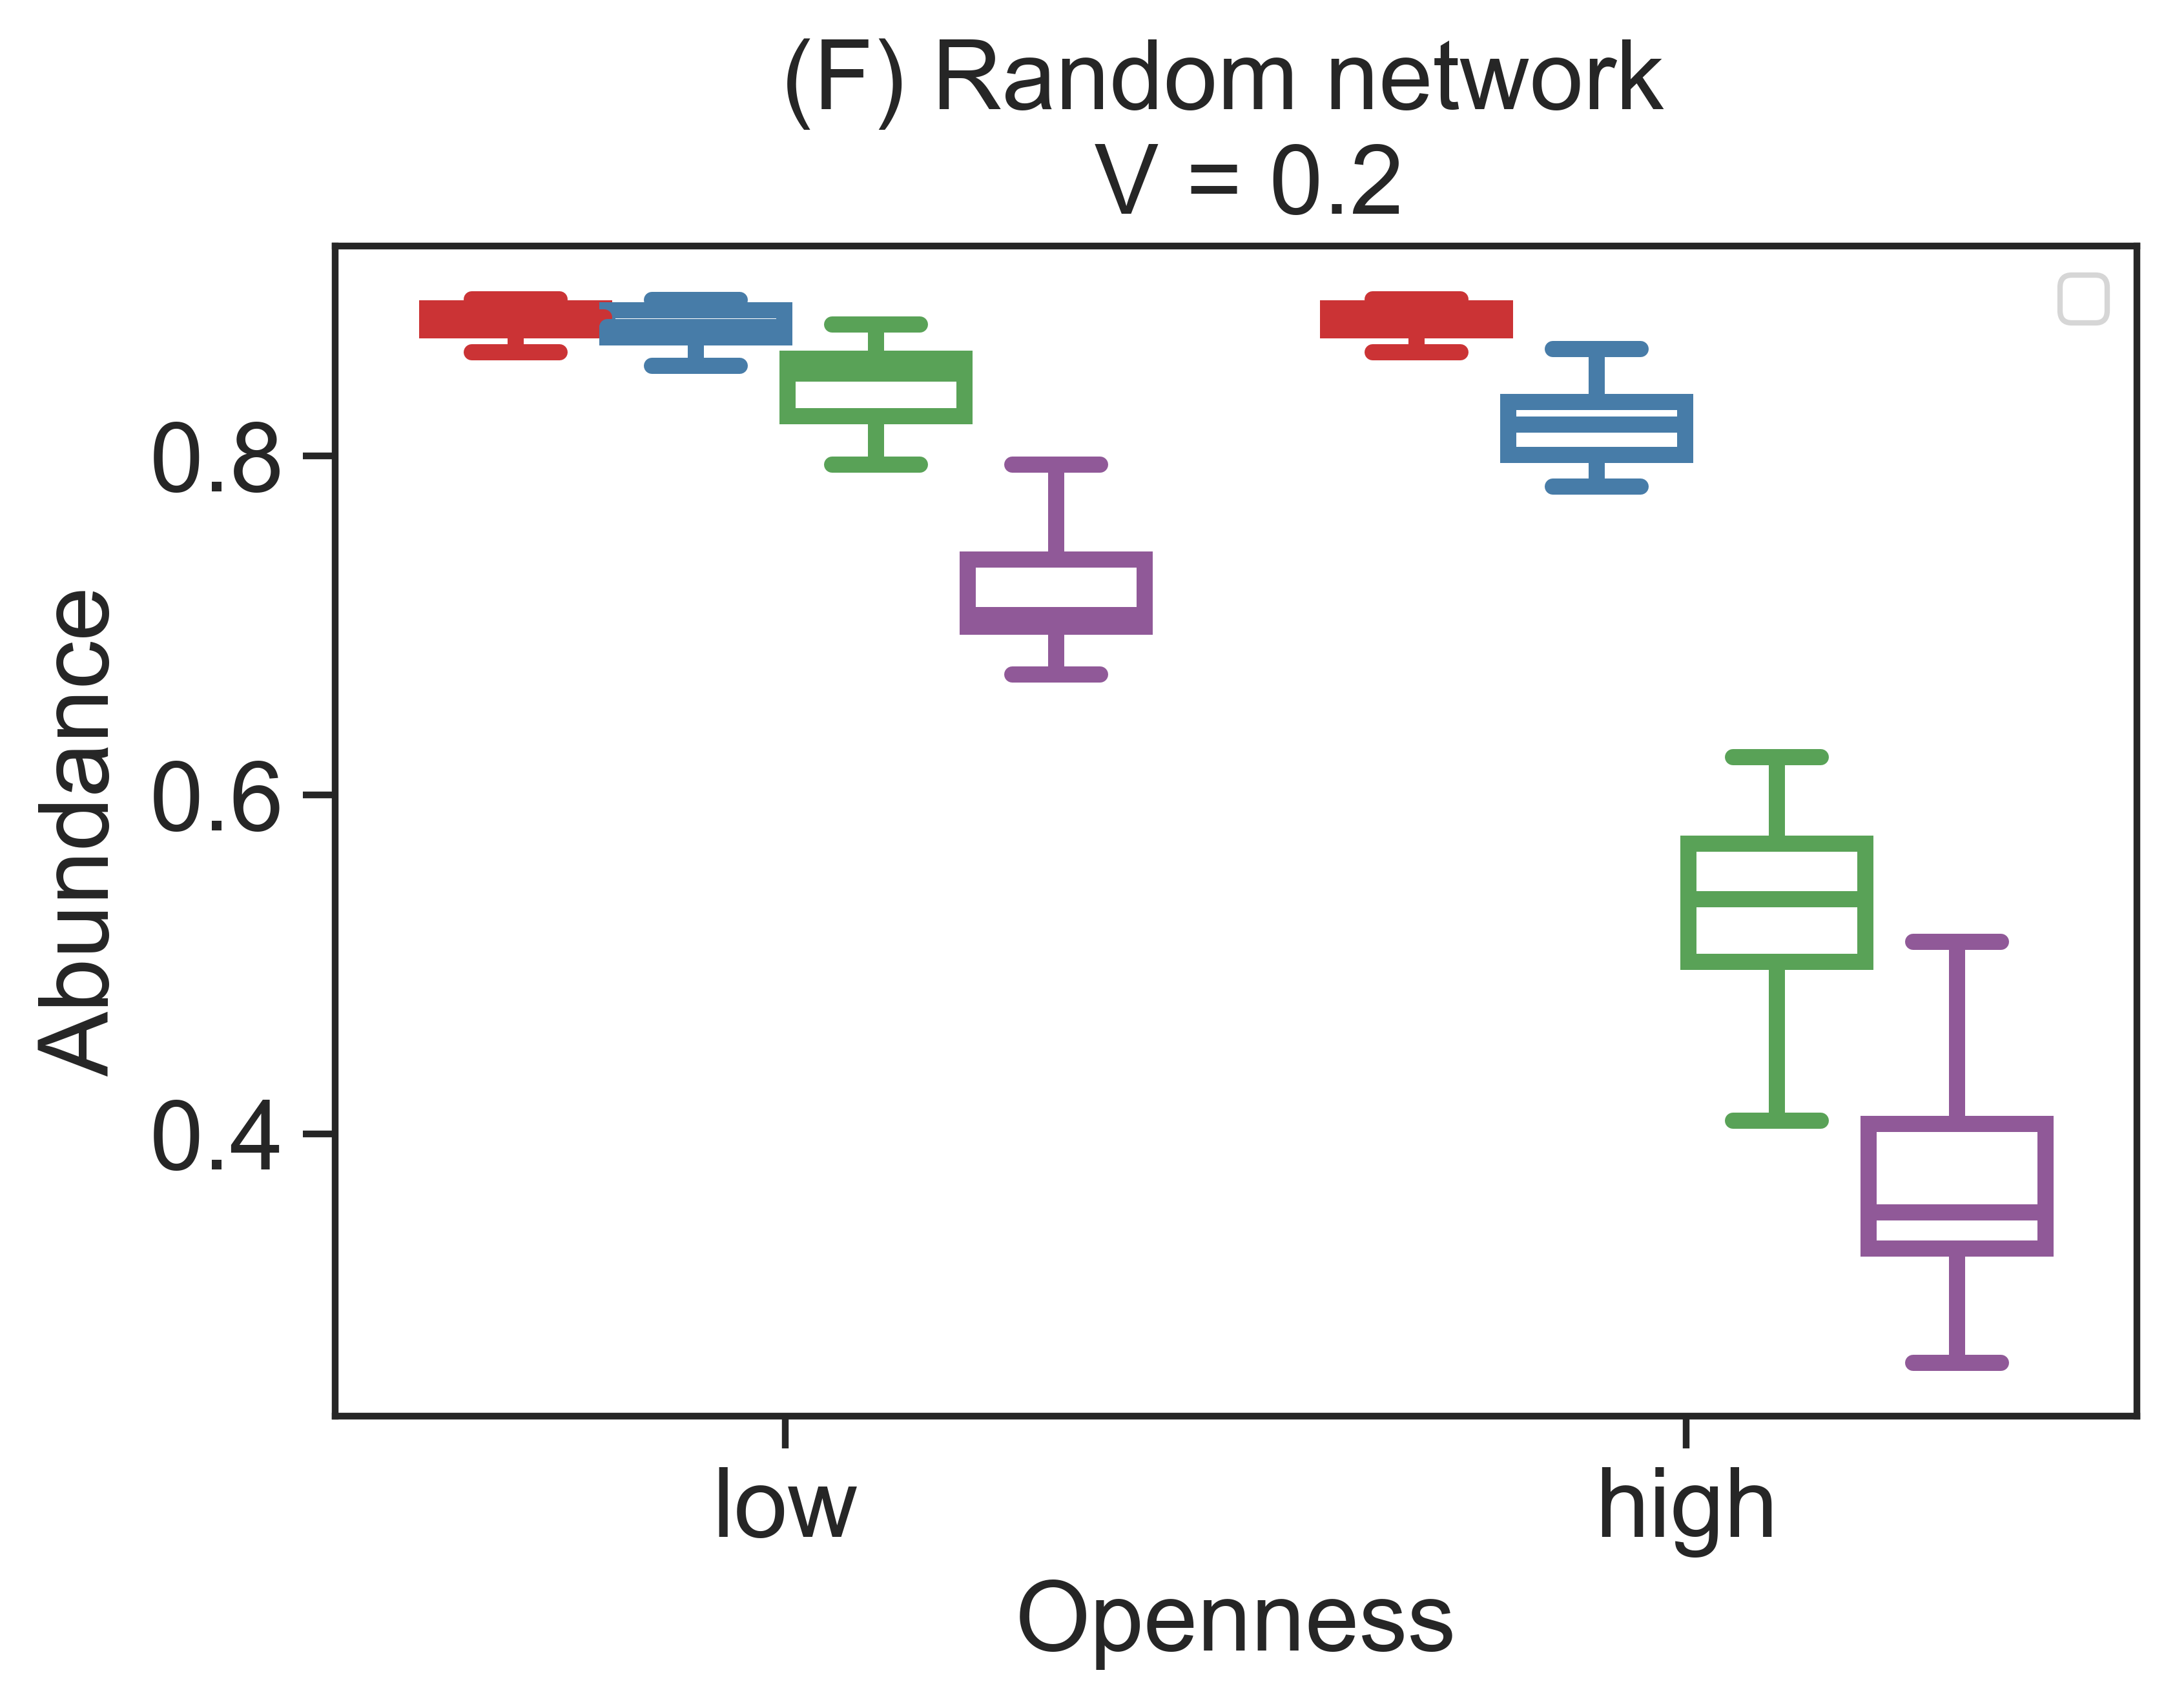 (F) Random network
V = 0.2
0.8
0.6
0.4
Abundance
low
high
Openness